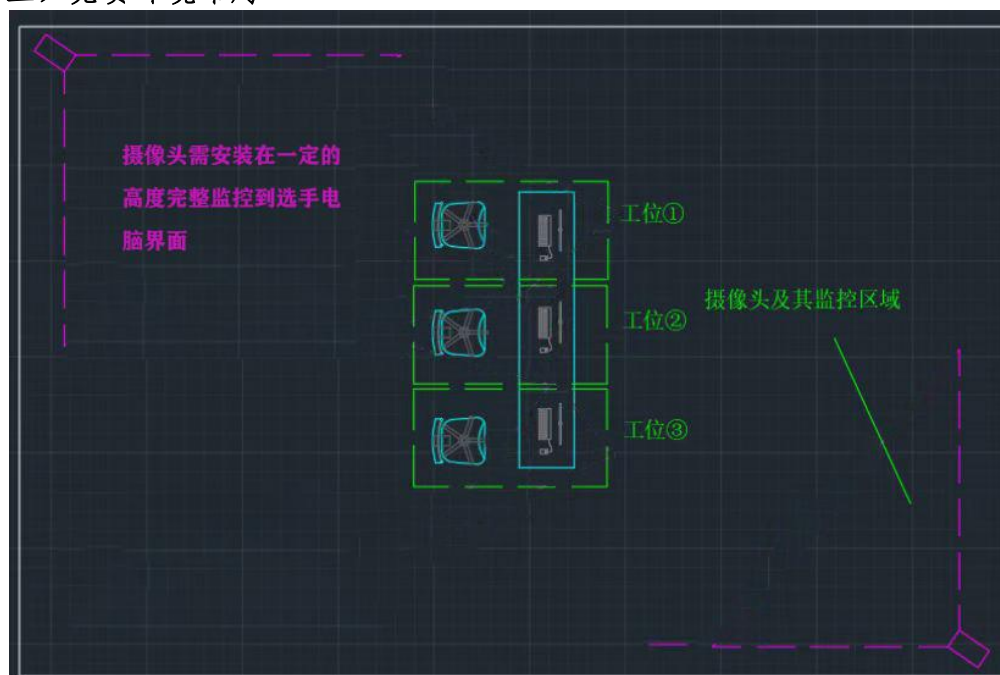 摄像头需安装在一定的
高度完整监控到选手电
脑界面
工位①
摄像头及其监控区域
工位②
工位③